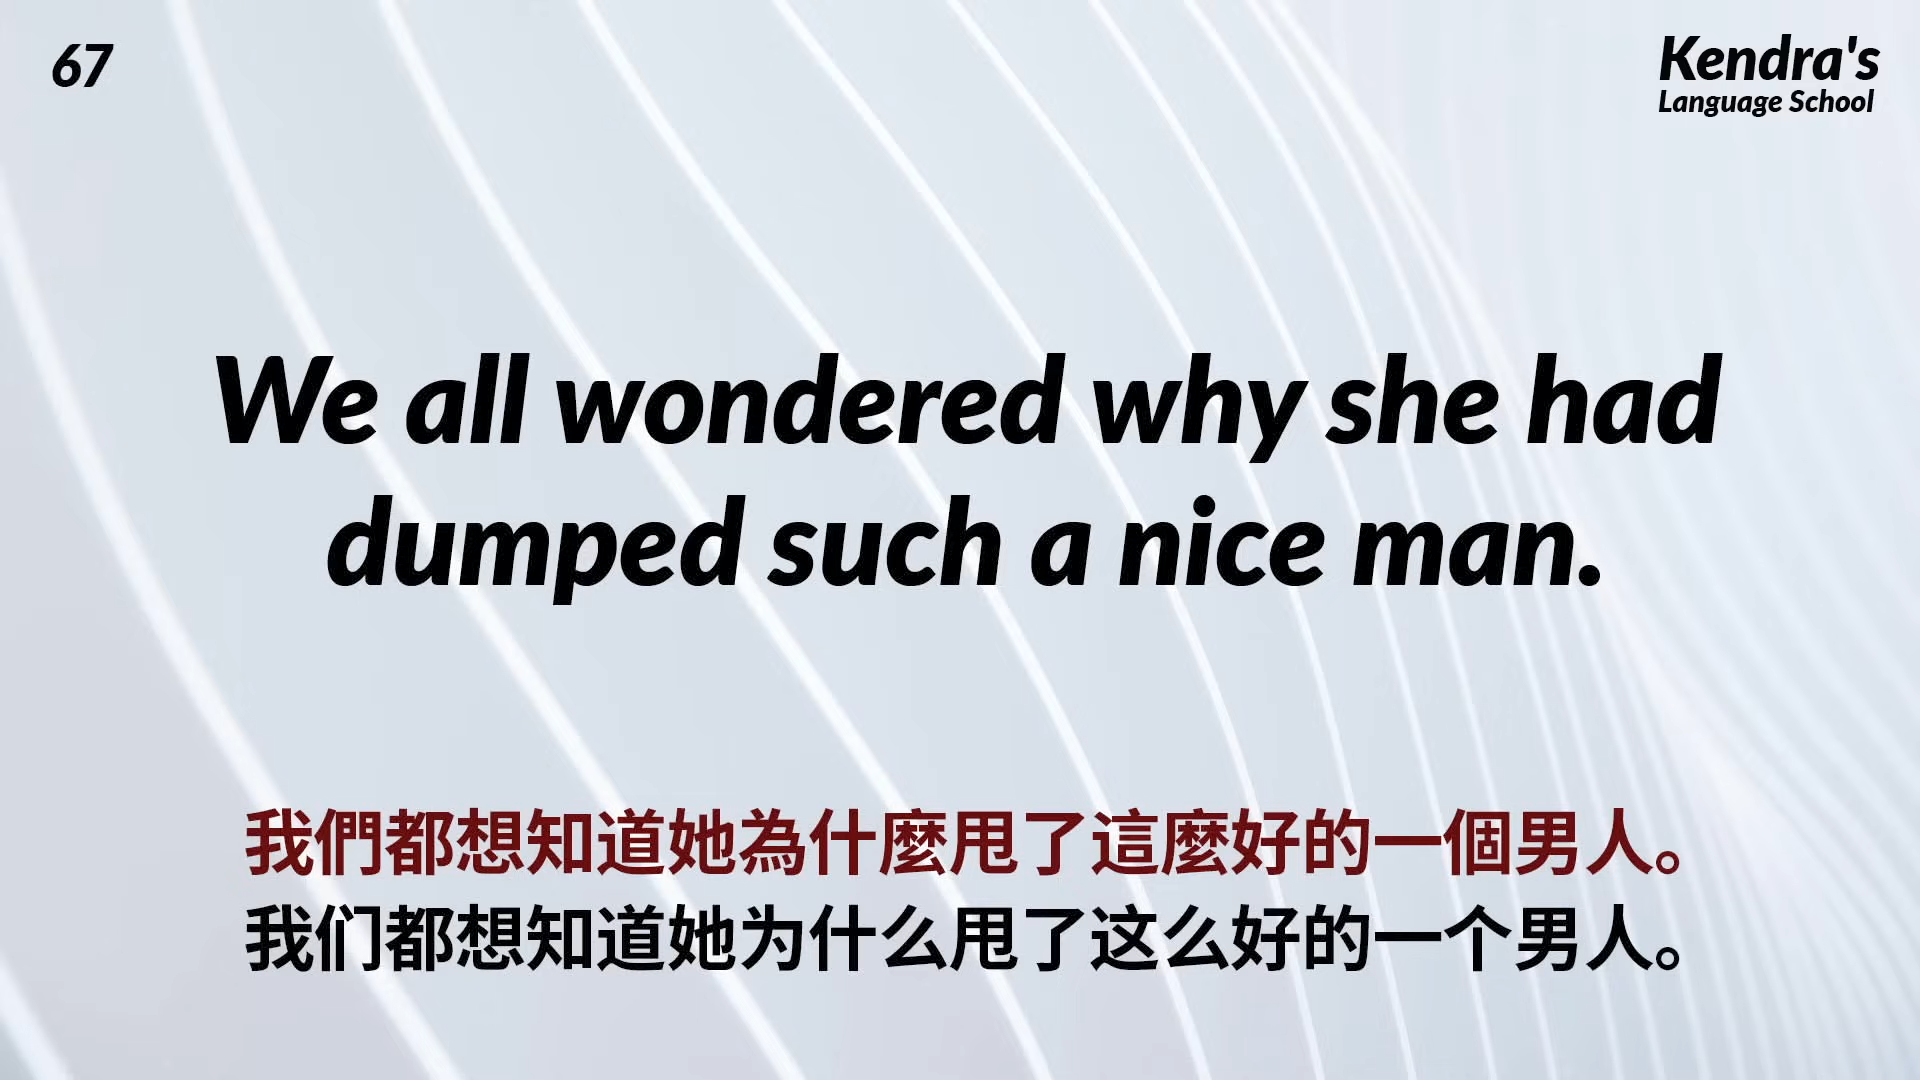 67
Kendra's
Language School
We all wondered why she had
dumped such a nice man.
我們都想知道她為什麼甩了這麼好的一個男人。
我们都想知道她为什么甩了这么好的一个男人。